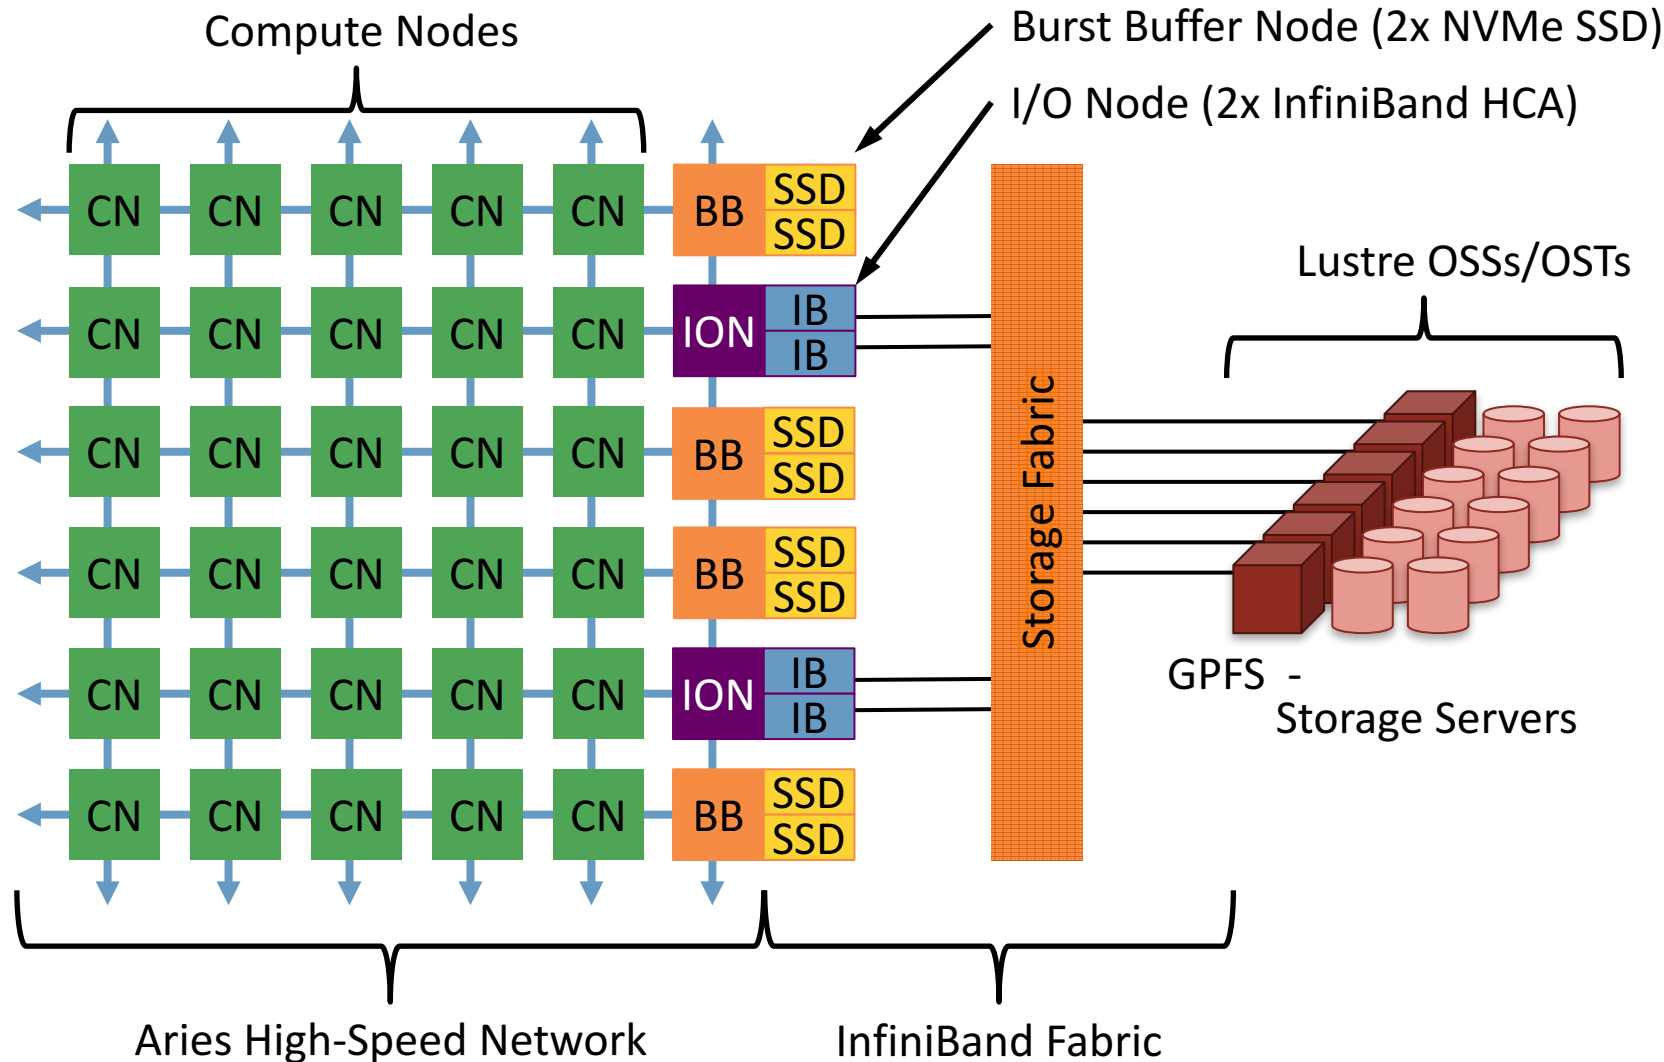 Compute Nodes
Burst Buffer Node (2x NVMe SSD)
I/O Node (2x InfiniBand HCA)
CN CN CN CN CN BB SSD
SSD
Lustre OSSs/OSTs
CN CN CN CN CN ION IB
IB
CN CN CN CN CN BB SSD
SSD
Storage Fabric
CN CN CN CN CN BB SSD
SSD
CN CN CN CN CN ION IB
IB
GPFS -
Storage Servers
CN CN CN CN CN BB SSD
SSD
Aries High-Speed Network
InfiniBand Fabric